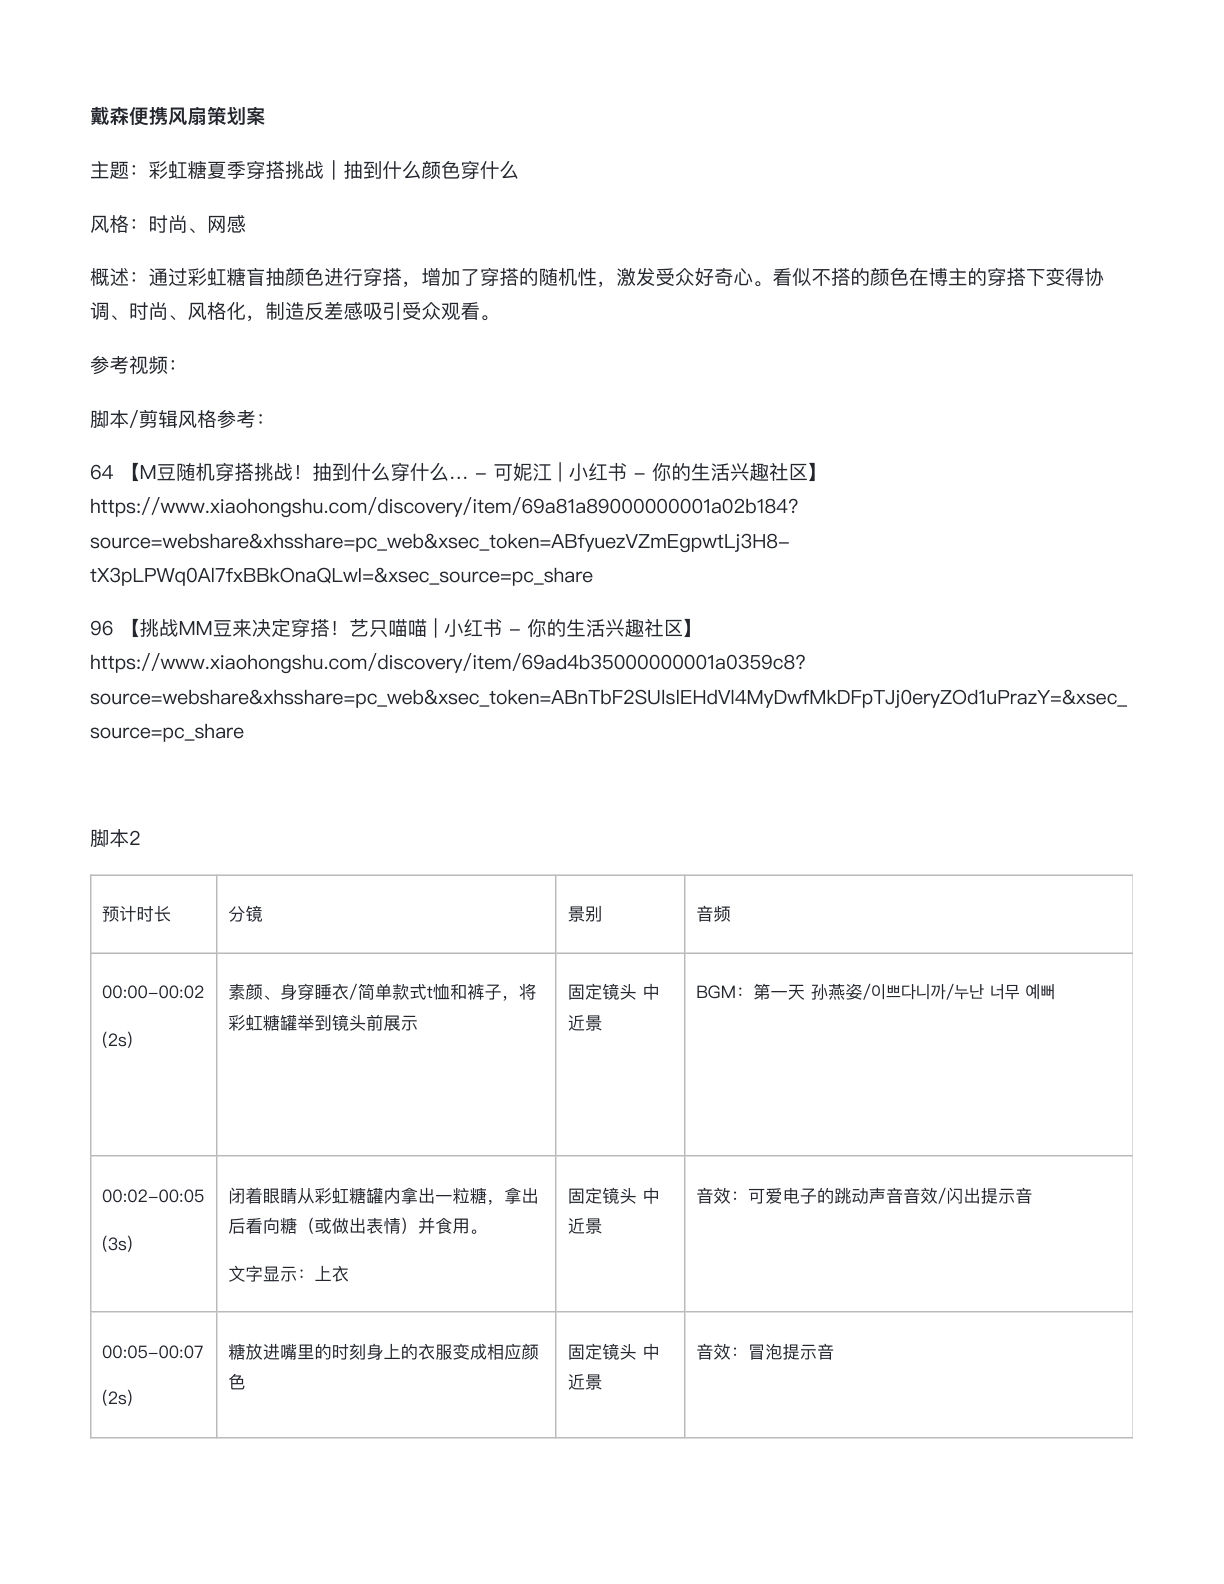 戴森便携风扇策划案
主题：彩虹糖夏季穿搭挑战｜抽到什么颜色穿什么
风格：时尚、网感
概述：通过彩虹糖盲抽颜色进行穿搭，增加了穿搭的随机性，激发受众好奇心。看似不搭的颜色在博主的穿搭下变得协
调、时尚、风格化，制造反差感吸引受众观看。
参考视频：
脚本/剪辑风格参考：
64 【M豆随机穿搭挑战！抽到什么穿什么... - 可妮江 | 小红书 - 你的生活兴趣社区】
https://www.xiaohongshu.com/discovery/item/69a81a89000000001a02b184?
source=webshare&xhsshare=pc_web&xsec_token=ABfyuezVZmEgpwtLj3H8-
tX3pLPWq0Al7fxBBkOnaQLwI=&xsec_source=pc_share
96 【挑战MM豆来决定穿搭！艺只喵喵 | 小红书 - 你的生活兴趣社区】
https://www.xiaohongshu.com/discovery/item/69ad4b35000000001a0359c8?
source=webshare&xhsshare=pc_web&xsec_token=ABnTbF2SUlslEHdVl4MyDwfMkDFpTJj0eryZOd1uPrazY=&xsec_
source=pc_share
脚本2
预计时长 分镜 景别 音频
00:00-00:02 素颜、身穿睡衣/简单款式t恤和裤子，将 固定镜头 中 BGM：第一天 孙燕姿/이쁘다니까/누난 너무 예뻐
彩虹糖罐举到镜头前展示 近景
(2s)
00:02-00:05 闭着眼睛从彩虹糖罐内拿出一粒糖，拿出 固定镜头 中 音效：可爱电子的跳动声音音效/闪出提示音
后看向糖（或做出表情）并食用。 近景
(3s)
文字显示：上衣
00:05-00:07 糖放进嘴里的时刻身上的衣服变成相应颜 固定镜头 中 音效：冒泡提示音
色 近景
(2s)